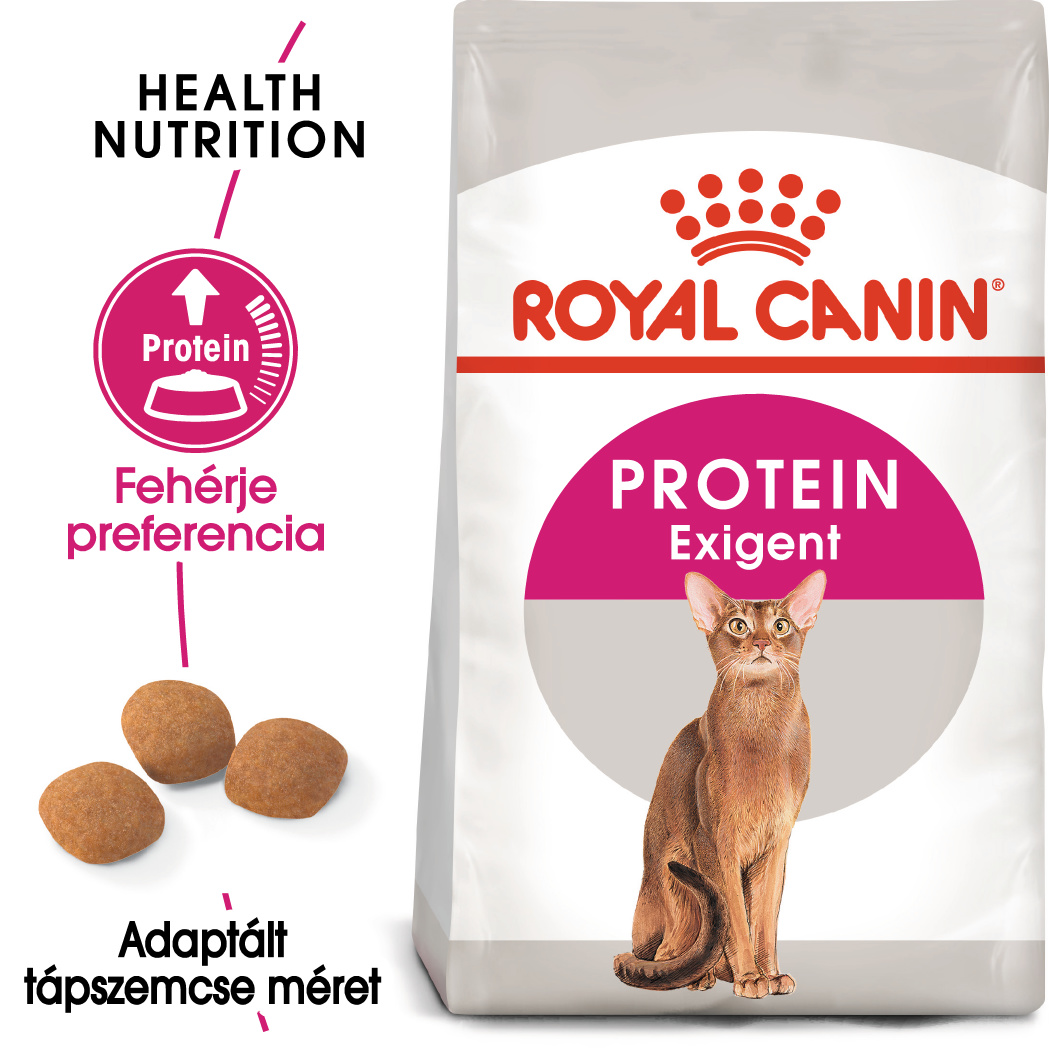 HEALTH
NUTRITION
Protein
Fehérje
preferencia
Adaptált
tápszemcse méret
ROYAL CANIN®
PROTEIN
Exigent